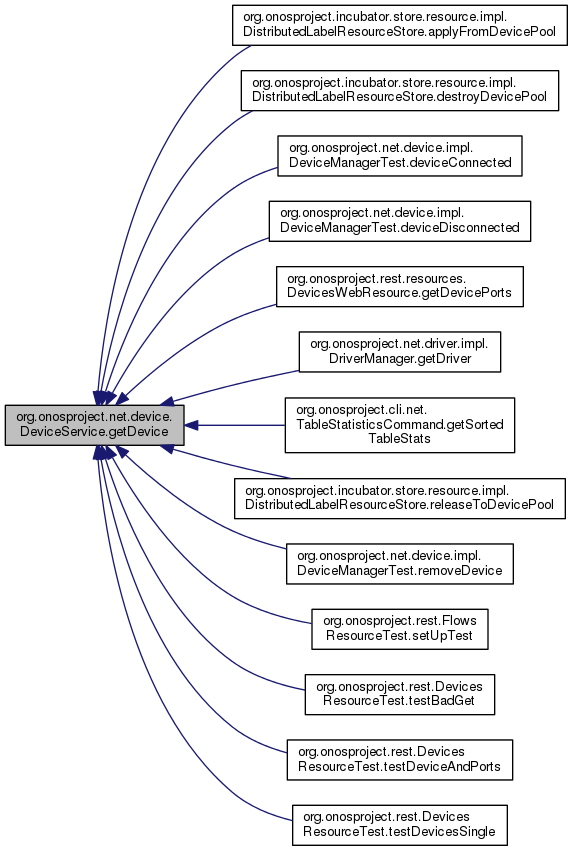 org.onosproject.incubator.store.resource.impl.
DistributedLabelResourceStore.applyFromDevicePool
org.onosproject.incubator.store.resource.impl.
DistributedLabelResourceStore.destroyDevicePool
org.onosproject.net.device.impl.
DeviceManagerTest.deviceConnected
org.onosproject.net.device.impl.
DeviceManagerTest.deviceDisconnected
org.onosproject.rest.resources.
DevicesWebResource.getDevicePorts
org.onosproject.net.driver.impl.
DriverManager.getDriver
org.onosproject.net.device.
DeviceService.getDevice
org.onosproject.cli.net.
TableStatisticsCommand.getSorted
TableStats
org.onosproject.incubator.store.resource.impl.
DistributedLabelResourceStore.releaseToDevicePool
org.onosproject.net.device.impl.
DeviceManagerTest.removeDevice
org.onosproject.rest.Flows
ResourceTest.setUpTest
org.onosproject.rest.Devices
ResourceTest.testBadGet
org.onosproject.rest.Devices
ResourceTest.testDeviceAndPorts
org.onosproject.rest.Devices
ResourceTest.testDevicesSingle